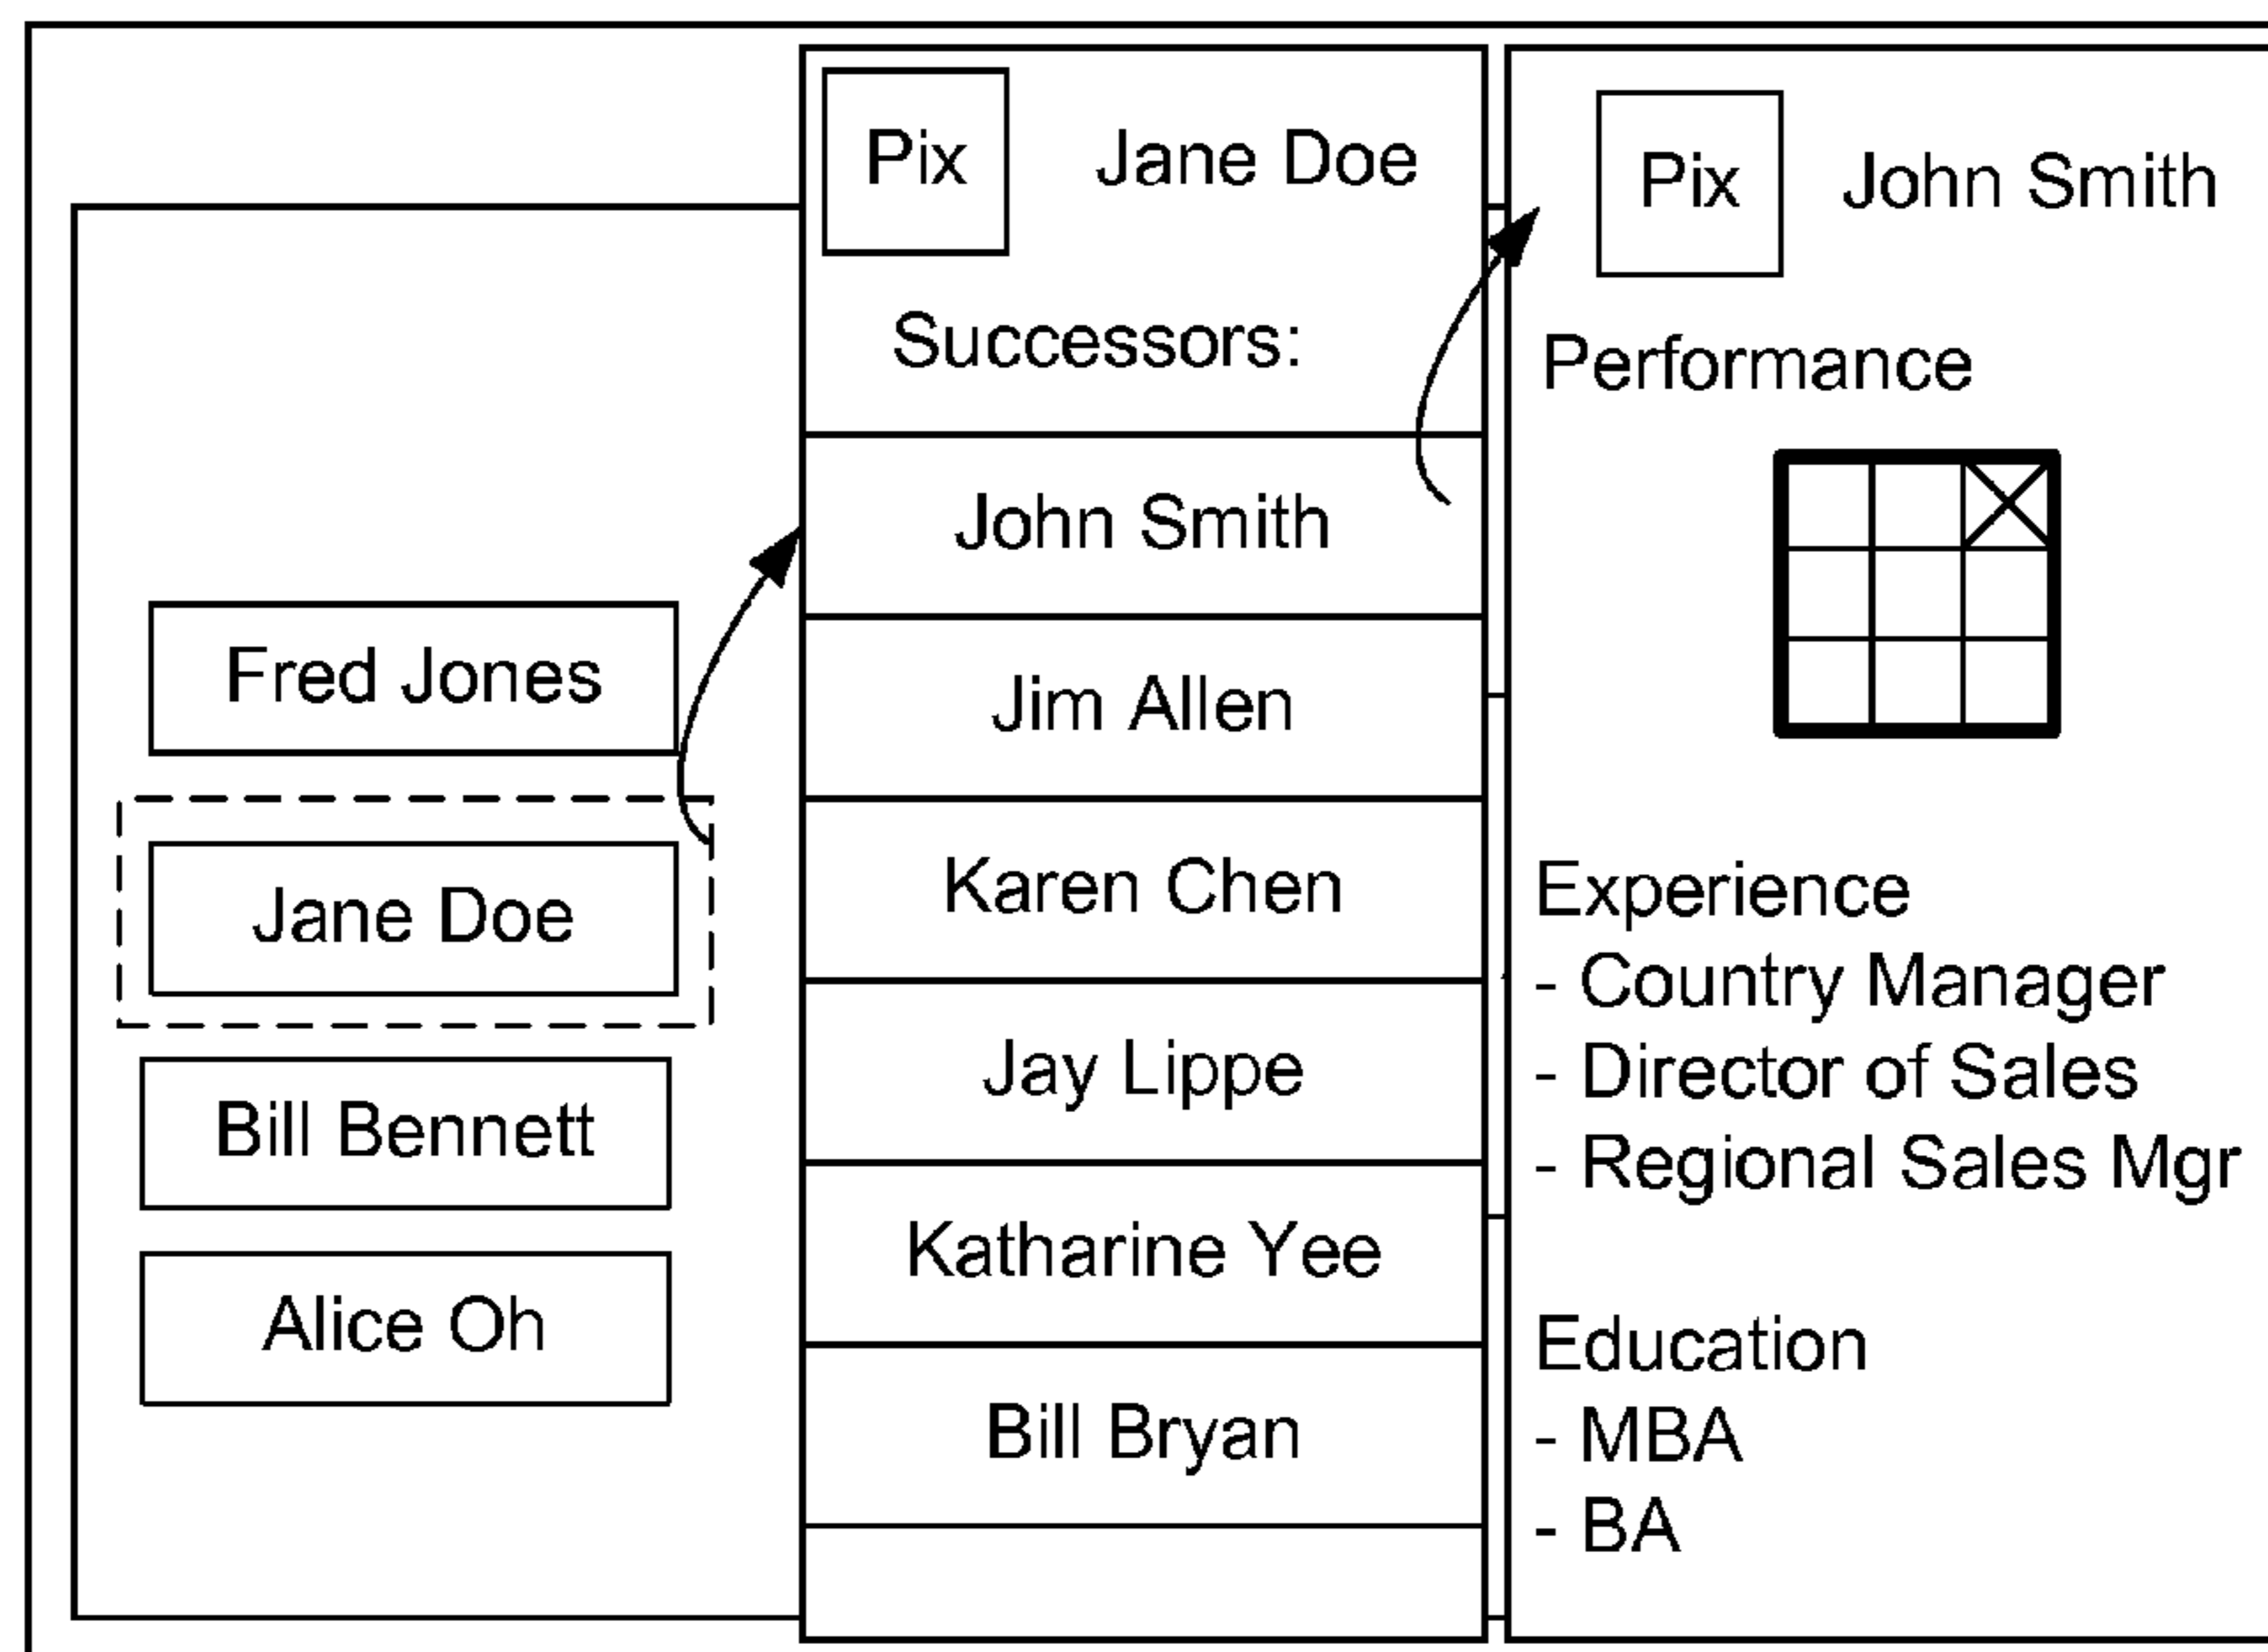 Fred Jones
Jane Doe
Bill Bennett
Alice Oh
Pix
Jane Doe
Successors:
John Smith
Jim Allen
Karen Chen
Jay Lippe
Katharine Yee
Bill Bryan
Pix
John Smith
Performance
Experience
- Country Manager
- Director of Sales
- Regional Sales Mgr
Education
- MBA
- BA